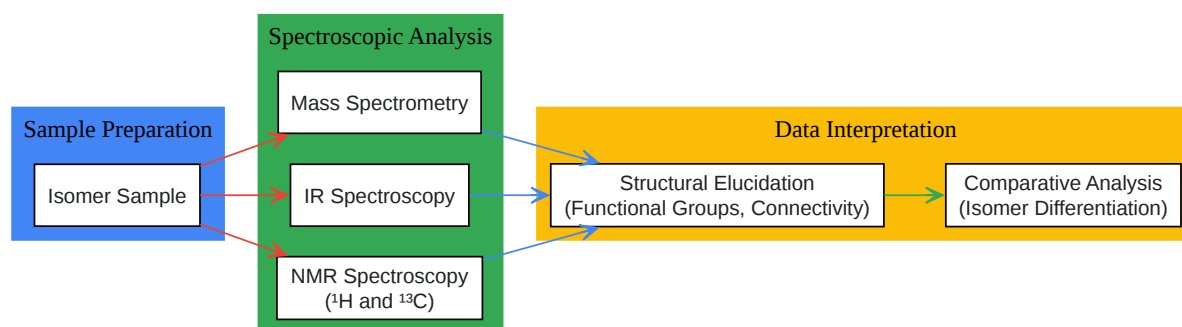 Sample Preparation
Isomer Sample
Spectroscopic Analysis
Mass Spectrometry
IR Spectroscopy
NMR Spectroscopy
(¹H and ¹³C)
Data Interpretation
Structural Elucidation
(Functional Groups, Connectivity)
Comparative Analysis
(Isomer Differentiation)